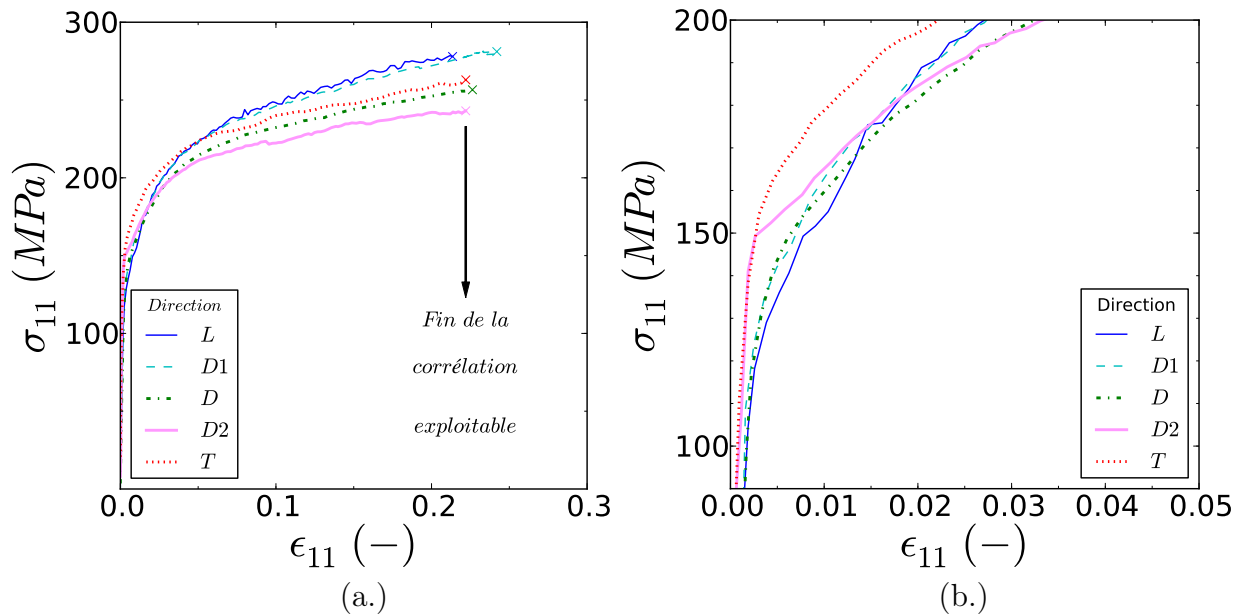 300
200
100
σ₁₁ (MPa)
Direction
L
D1
D
D2
T
Fin de la
corrélation
exploitable
0.0 0.1 0.2 0.3
ϵ₁₁ (−)
(a.)
200
150
100
σ₁₁ (MPa)
Direction
L
D1
D
D2
T
0.00 0.01 0.02 0.03 0.04 0.05
ϵ₁₁ (−)
(b.)